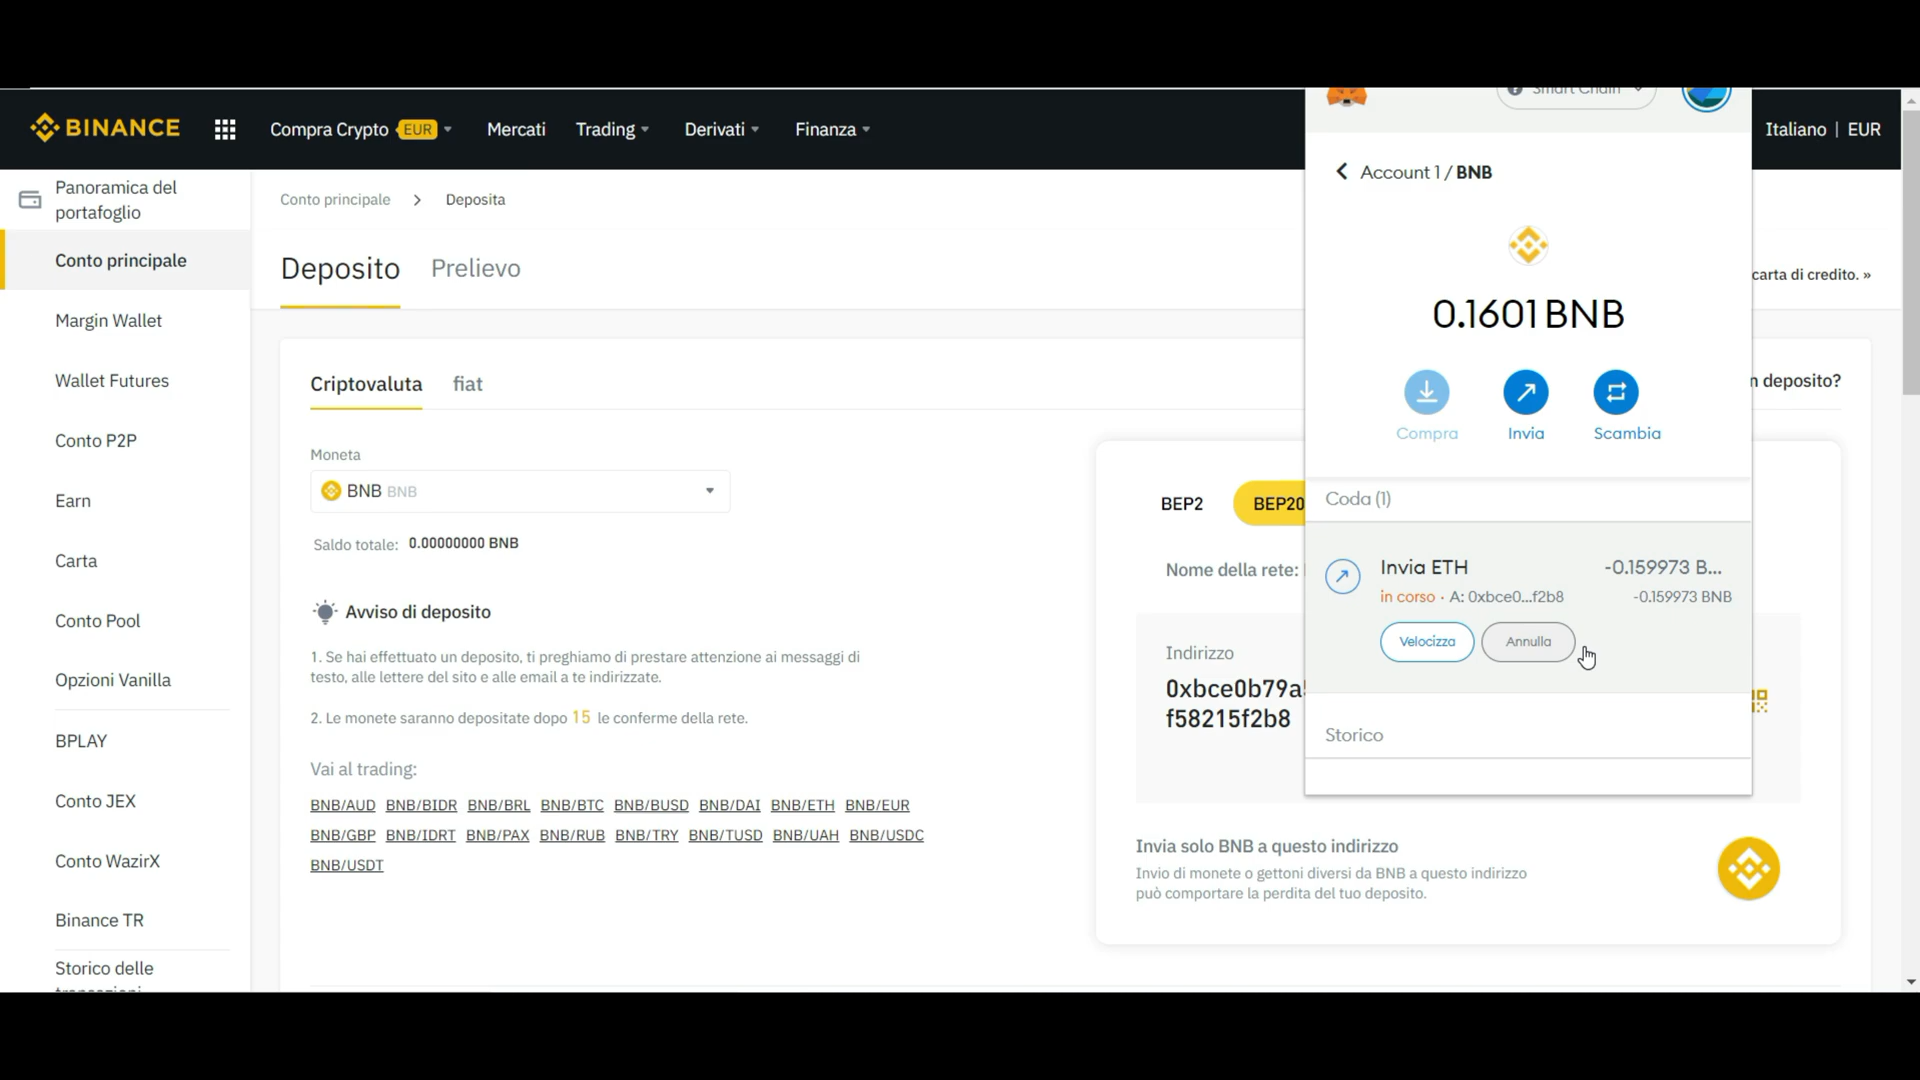 BINANCE
Compra Crypto EUR
Mercati
Trading
Derivati
Finanza
Italiano | EUR
Panoramica del
portafoglio
Conto principale
Margin Wallet
Wallet Futures
Conto P2P
Earn
Carta
Conto Pool
Opzioni Vanilla
BPLAY
Conto JEX
Conto WazirX
Binance TR
Storico delle
transazioni
Conto principale > Deposita
Deposito
Prelievo
carta di credito. »
Criptovaluta
fiat
n deposito?
Moneta
BNB BNB
Saldo totale: 0.00000000 BNB
Avviso di deposito
1. Se hai effettuato un deposito, ti preghiamo di prestare attenzione ai messaggi di
testo, alle lettere del sito e alle email a te indirizzate.
2. Le monete saranno depositate dopo 15 le conferme della rete.
Vai al trading:
BNB/AUD BNB/BIDR BNB/BRL BNB/BTC BNB/BUSD BNB/DAI BNB/ETH BNB/EUR
BNB/GBP BNB/IDRT BNB/PAX BNB/RUB BNB/TRY BNB/TUSD BNB/UAH BNB/USDC
BNB/USDT
BEP2
BEP20
Nome della rete:
Indirizzo
0xbce0b79a
f58215f2b8
Invia solo BNB a questo indirizzo
Invio di monete o gettoni diversi da BNB a questo indirizzo
può comportare la perdita del tuo deposito.
Smart Chain
Account 1 / BNB
0.1601 BNB
Compra
Invia
Scambia
Coda (1)
Invia ETH
-0.159973 B...
in corso · A: 0xbce0...f2b8
-0.159973 BNB
Velocizza
Annulla
Storico